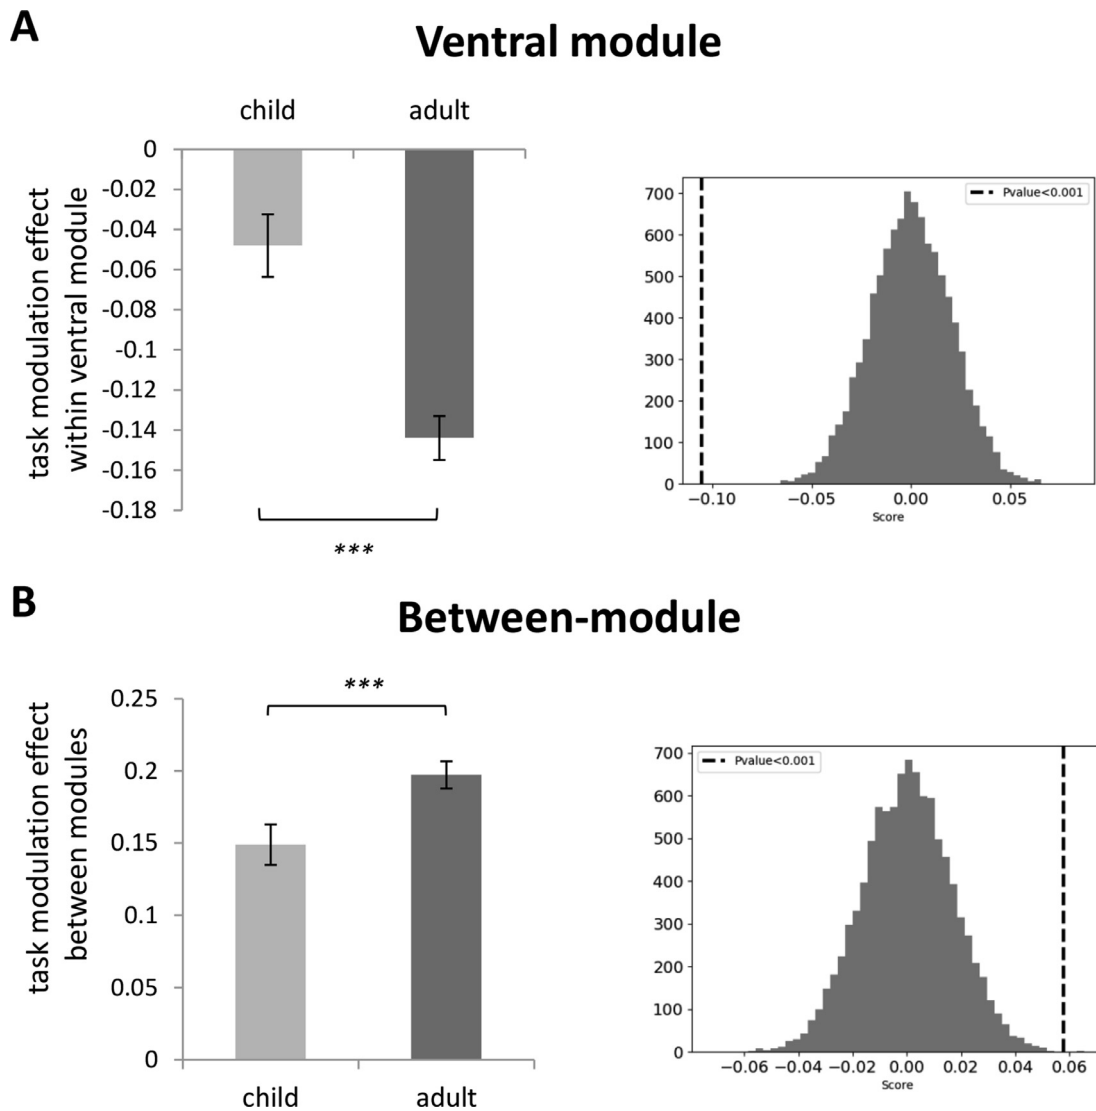 A
Ventral module
child
adult
0
-0.02
-0.04
-0.06
-0.08
-0.1
-0.12
-0.14
-0.16
-0.18
task modulation effect
within ventral module
***
700
600
500
400
300
200
100
0
−0.10
−0.05
0.00
0.05
Score
Pvalue<0.001
B
Between-module
***
0.25
0.2
0.15
0.1
0.05
0
task modulation effect
between modules
child
adult
700
600
500
400
300
200
100
0
−0.06
−0.04
−0.02
0.00
0.02
0.04
0.06
Score
Pvalue<0.001